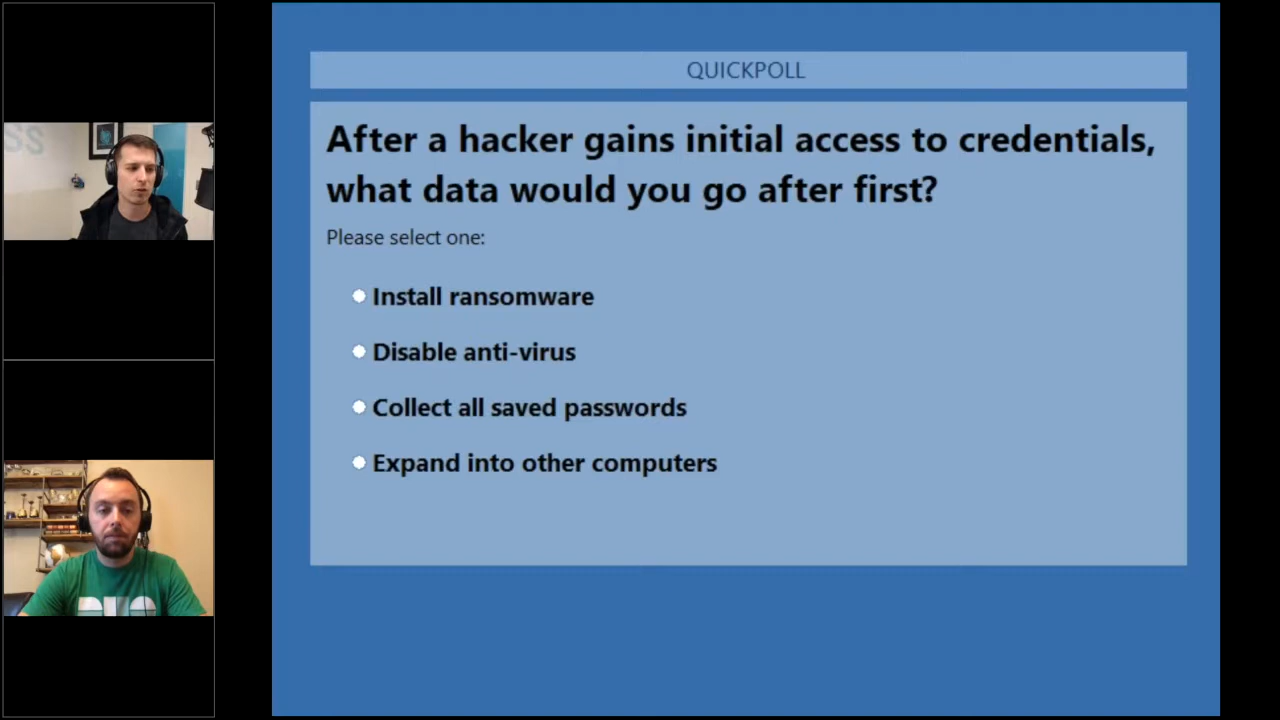 QUICKPOLL
After a hacker gains initial access to credentials,
what data would you go after first?
Please select one:
Install ransomware
Disable anti-virus
Collect all saved passwords
Expand into other computers